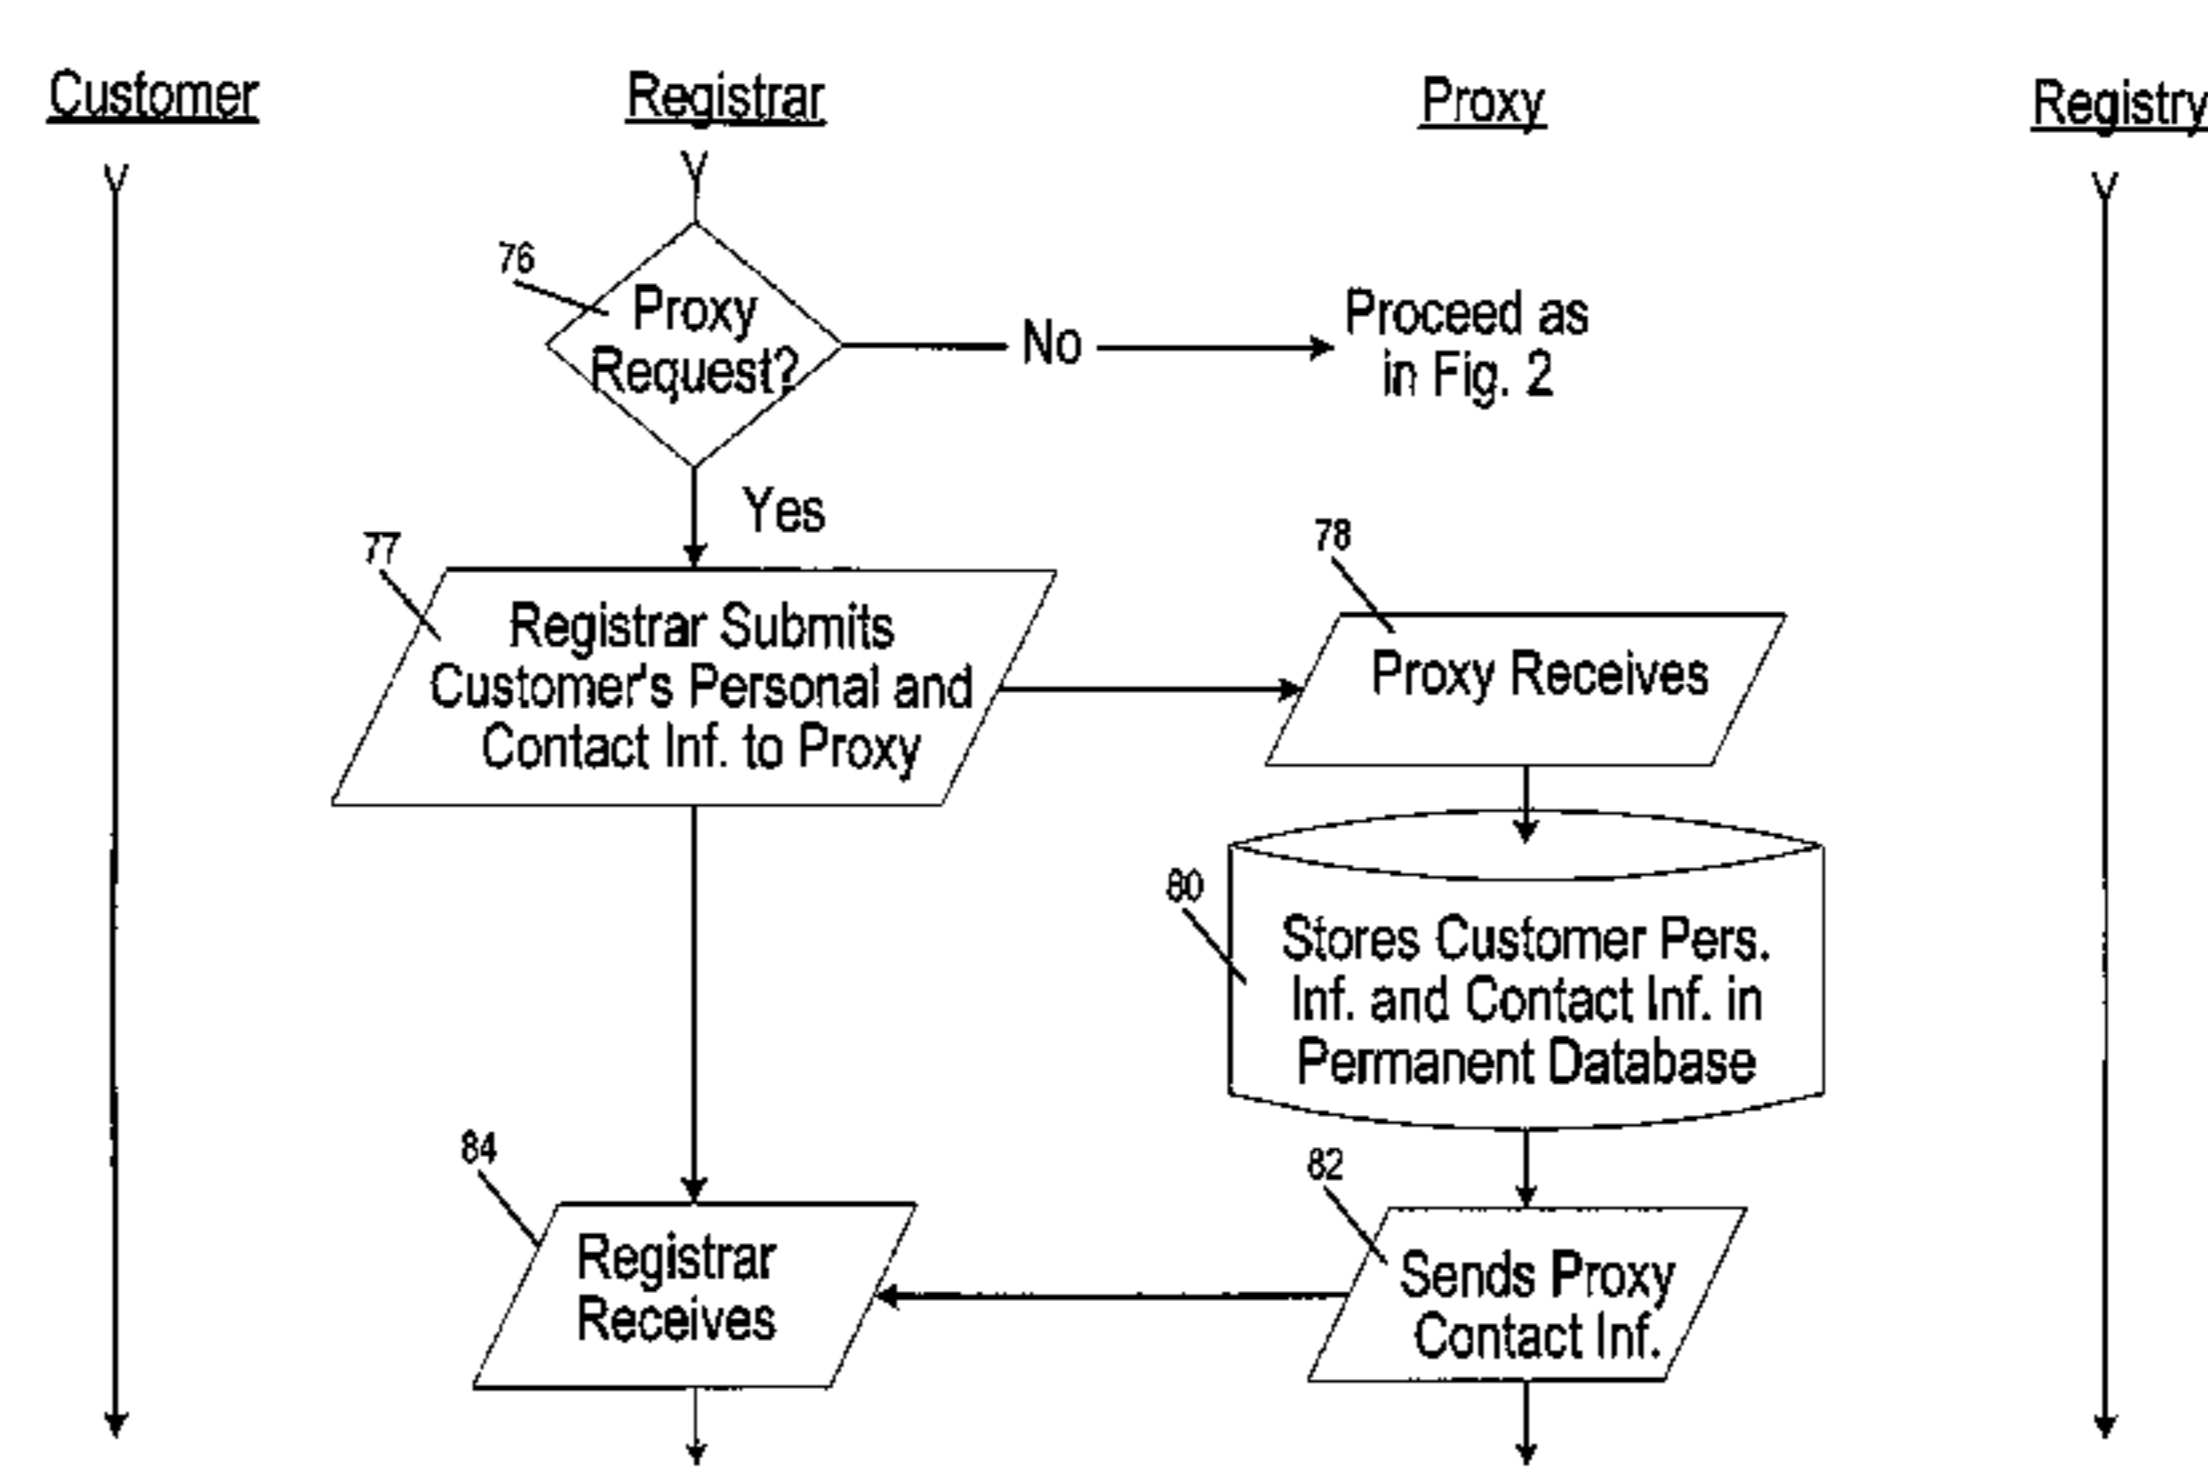 Customer
Registrar
Proxy
Registry
76
Proxy
Request?
No
Proceed as
in Fig. 2
Yes
77
Registrar Submits
Customer's Personal and
Contact Inf. to Proxy
78
Proxy Receives
80
Stores Customer Pers.
Inf. and Contact Inf. in
Permanent Database
84
Registrar
Receives
82
Sends Proxy
Contact Inf.